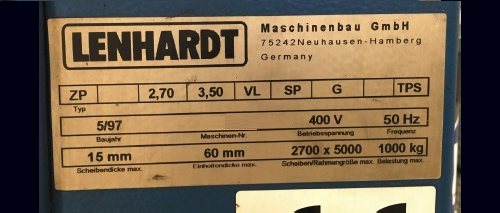 LENHARDT
Maschinenbau GmbH
75242Neuhausen-Hamberg
Germany
ZP 2,70 3,50 VL SP G TPS
Typ
5/97 400 V 50 Hz
Baujahr Maschinen-Nr. Betriebsspannung Frequenz
15 mm 60 mm 2700 x 5000 1000 kg
Scheibendicke max. Einheitendicke max. Scheiben/Rahmengröße max. Belastung max.